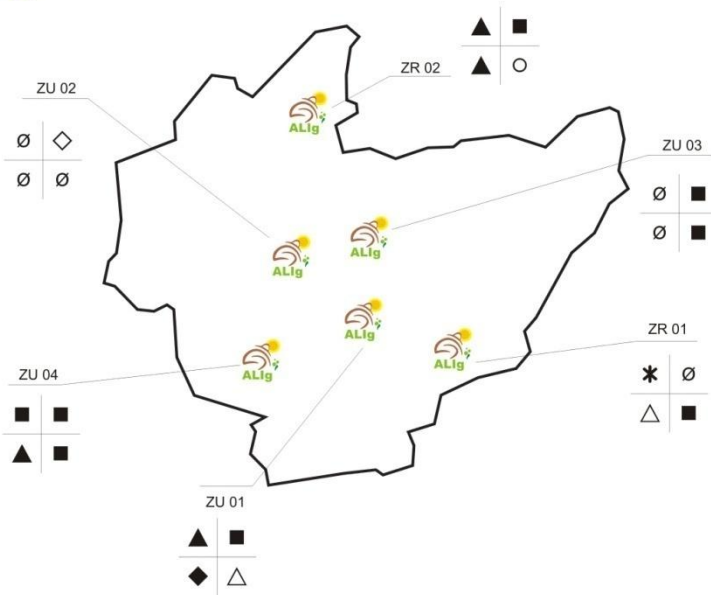 ZR 02
ALIg
ZU 02
Ø
Ø Ø
ZU 03
Ø
Ø
ALIg
ALIg
ALIg
ZR 01
Ø
ALIg
ZU 04
ALIg
ZU 01